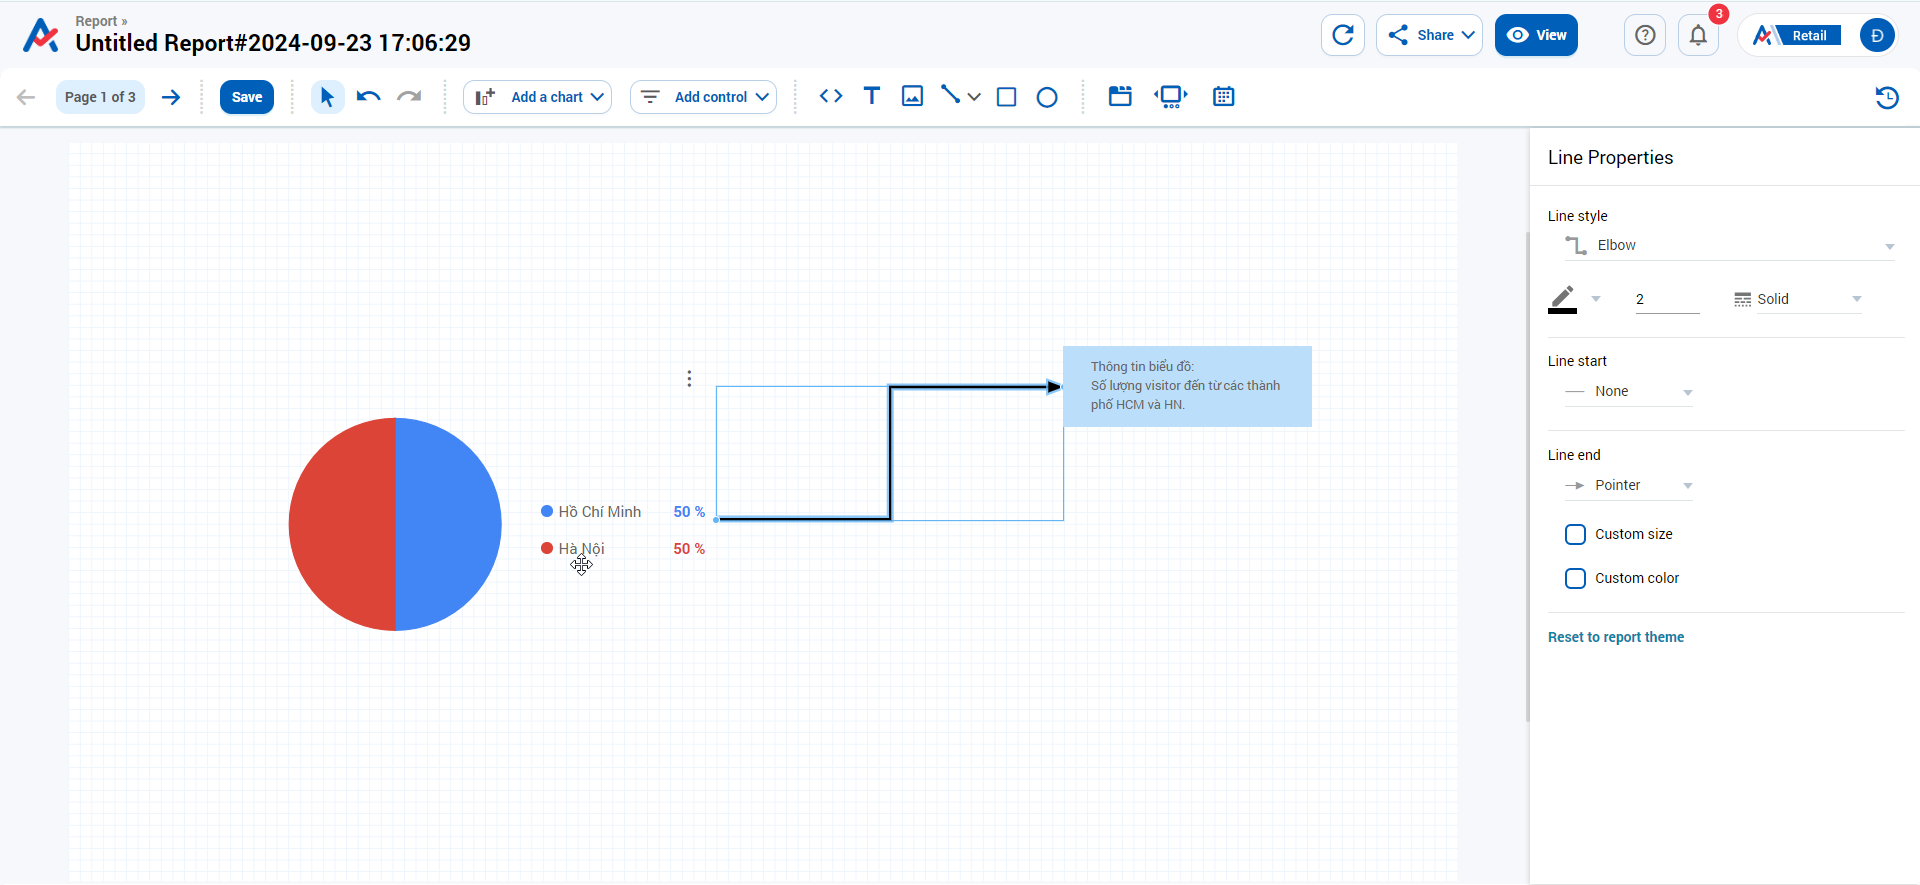 Report »
Untitled Report#2024-09-23 17:06:29
Share
View
3
Retail
Đ
Page 1 of 3
Save
Add a chart
Add control
Thông tin biểu đồ:
Số lượng visitor đến từ các thành
phố HCM và HN.
Hồ Chí Minh 50 %
Hà Nội 50 %
Line Properties
Line style
Elbow
2
Solid
Line start
None
Line end
Pointer
Custom size
Custom color
Reset to report theme